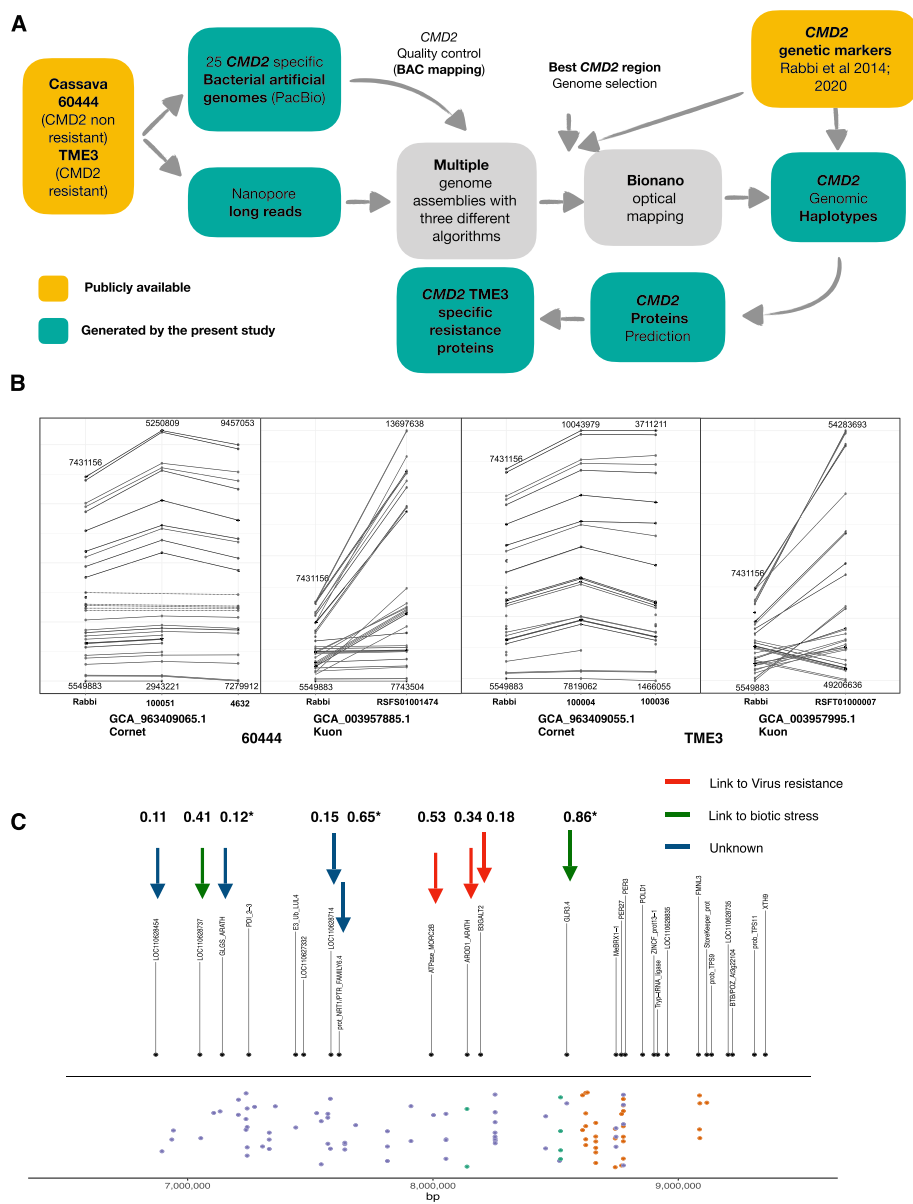 A
Cassava
60444
(CMD2 non
resistant)
TME3
(CMD2
resistant)
25 CMD2 specific
Bacterial artificial
genomes (PacBio)
Nanopore
long reads
CMD2
Quality control
(BAC mapping)
Multiple
genome
assemblies with
three different
algorithms
Best CMD2 region
Genome selection
Bionano
optical
mapping
CMD2
genetic markers
Rabbi et al 2014;
2020
CMD2
Genomic
Haplotypes
CMD2
Proteins
Prediction
CMD2 TME3
specific
resistance
proteins
Publicly available
Generated by the present study
B
7431156
5250809
9457053
5549883
2943221
7279912
Rabbi
100051
4632
GCA_963409065.1
Cornet
13697638
7431156
5549883
7743504
Rabbi
RSFS01001474
GCA_003957885.1
Kuon
60444
7431156
10043979
3711211
5549883
7819062
1466055
Rabbi
100004
100036
GCA_963409055.1
Cornet
54283693
7431156
5549883
49206636
Rabbi
RSFT01000007
GCA_003957995.1
Kuon
TME3
Link to Virus resistance
Link to biotic stress
Unknown
C
0.11 0.41 0.12* 0.15 0.65* 0.53 0.34 0.18 0.86*
LOC110628454
LOC110628737
GLGS_ARATH
PDI_2-3
E3_Ub_LUL4
LOC110627332
LOC110628714
prot_NRT1/PTR_FAMILY6.4
ATPase_MORC2B
AROD1_ARATH
B3GALT2
GLR3.4
MeBRX1-1
PER27
PER3
POLD1
Tryp-tRNA_ligase
ZINCF_prot13-1
LOC110628835
FMNL3
StoreKeeper_prot
prob_TPS9
LOC110628735
BTB/POZ_At3g22104
prob_TPS11
XTH9
7,000,000
8,000,000
9,000,000
bp